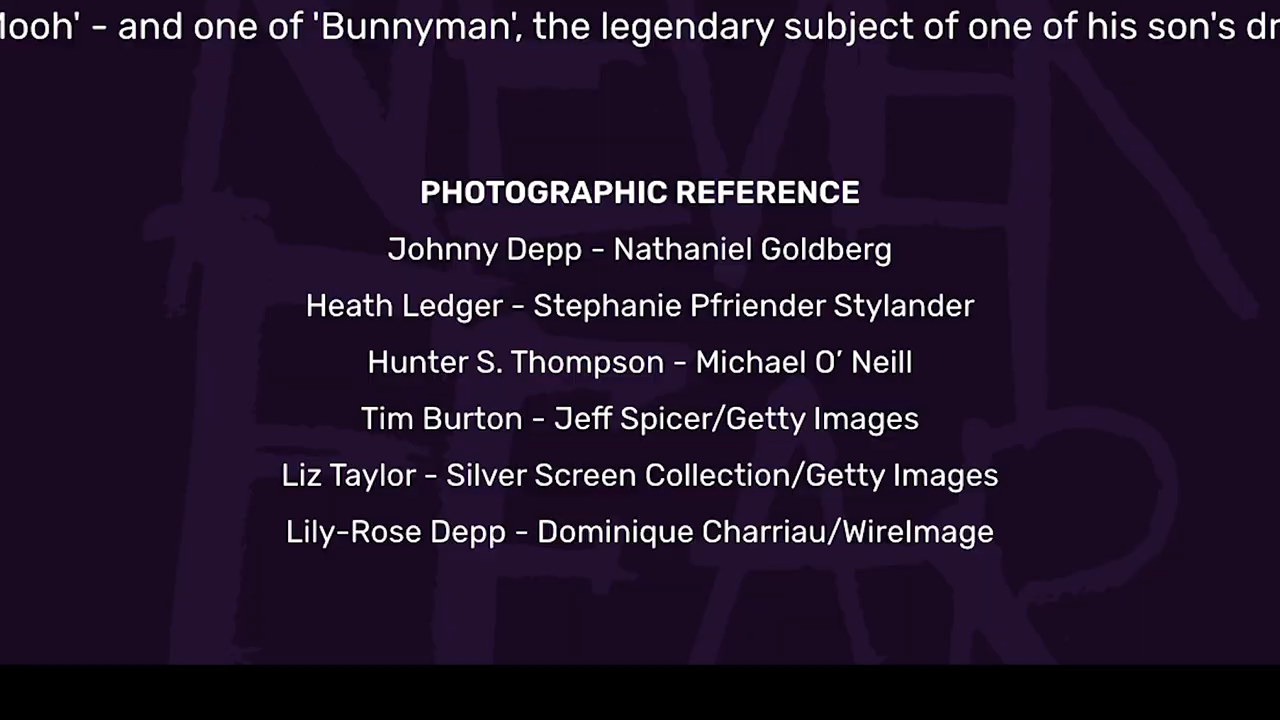 - and one of 'Bunnyman', the legendary subject of one of his son's
PHOTOGRAPHIC REFERENCE
Johnny Depp - Nathaniel Goldberg
Heath Ledger - Stephanie Pfriender Stylander
Hunter S. Thompson - Michael O’ Neill
Tim Burton - Jeff Spicer/Getty Images
Liz Taylor - Silver Screen Collection/Getty Images
Lily-Rose Depp - Dominique Charriau/WireImage
NEVER
FEAR